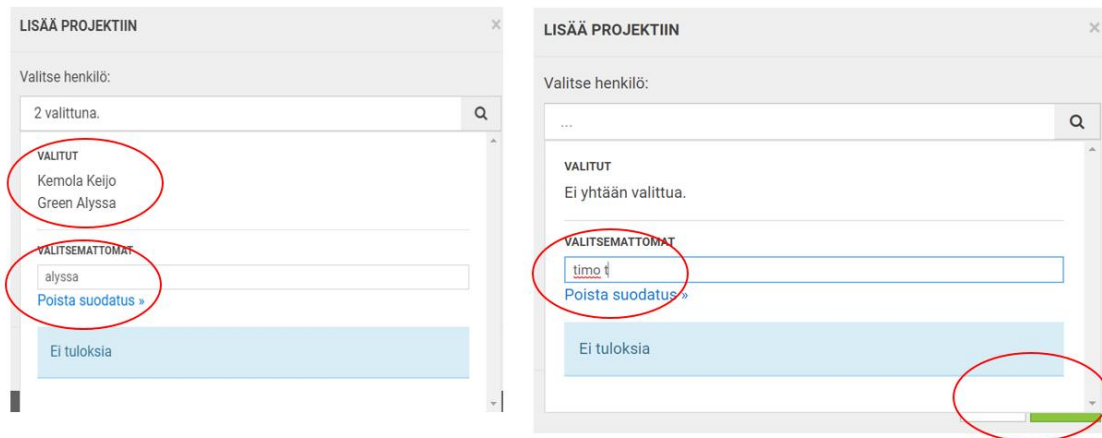 LISÄÄ PROJEKTIIN
×
Valitse henkilö:
2 valittuna.
VALITUT
Kemola Keijo
Green Alyssa
VALITSEMATTOMAT
alyssa
Poista suodatus »
Ei tuloksia
LISÄÄ PROJEKTIIN
×
Valitse henkilö:
...
VALITUT
Ei yhtään valittua.
VALITSEMATTOMAT
timo t
Poista suodatus »
Ei tuloksia